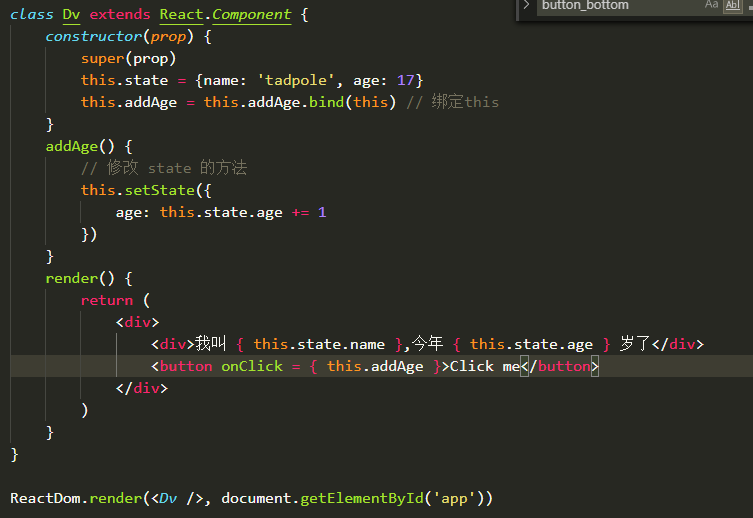 button_bottom Aa Abl
class Dv extends React.Component {
    constructor(prop) {
        super(prop)
        this.state = {name: 'tadpole', age: 17}
        this.addAge = this.addAge.bind(this) // 绑定this
    }
    addAge() {
        // 修改 state 的方法
        this.setState({
            age: this.state.age += 1
        })
    }
    render() {
        return (
            <div>
                <div>我叫 { this.state.name },今年 { this.state.age } 岁了</div>
                <button onClick = { this.addAge }>Click me</button>
            </div>
        )
    }
}
ReactDom.render(<Dv />, document.getElementById('app'))